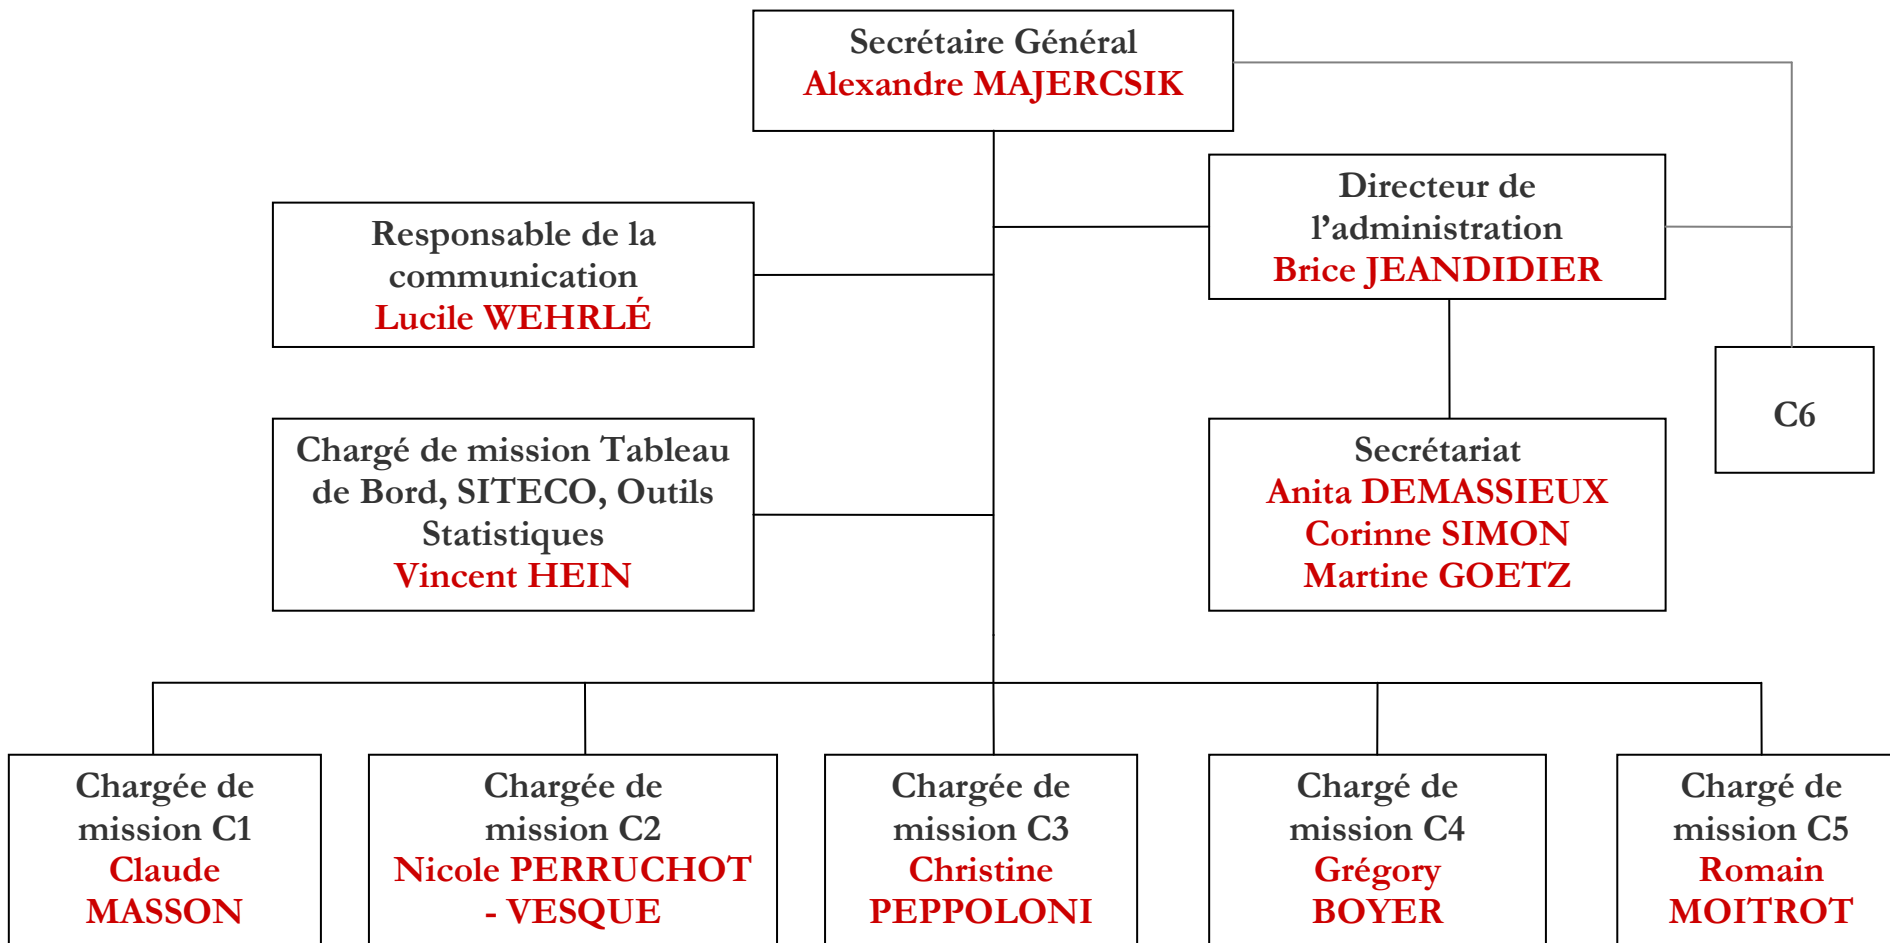 Secrétaire Général
Alexandre MAJERCSIK
Directeur de
l’administration
Brice JEANDIDIER
Responsable de la
communication
Lucile WEHRLÉ
C6
Chargé de mission Tableau
de Bord, SITECO, Outils
Statistiques
Vincent HEIN
Secrétariat
Anita DEMASSIEUX
Corinne SIMON
Martine GOETZ
Chargée de
mission C1
Claude
MASSON
Chargée de
mission C2
Nicole PERRUCHOT
- VESQUE
Chargée de
mission C3
Christine
PEPPOLONI
Chargé de
mission C4
Grégory
BOYER
Chargé de
mission C5
Romain
MOITROT